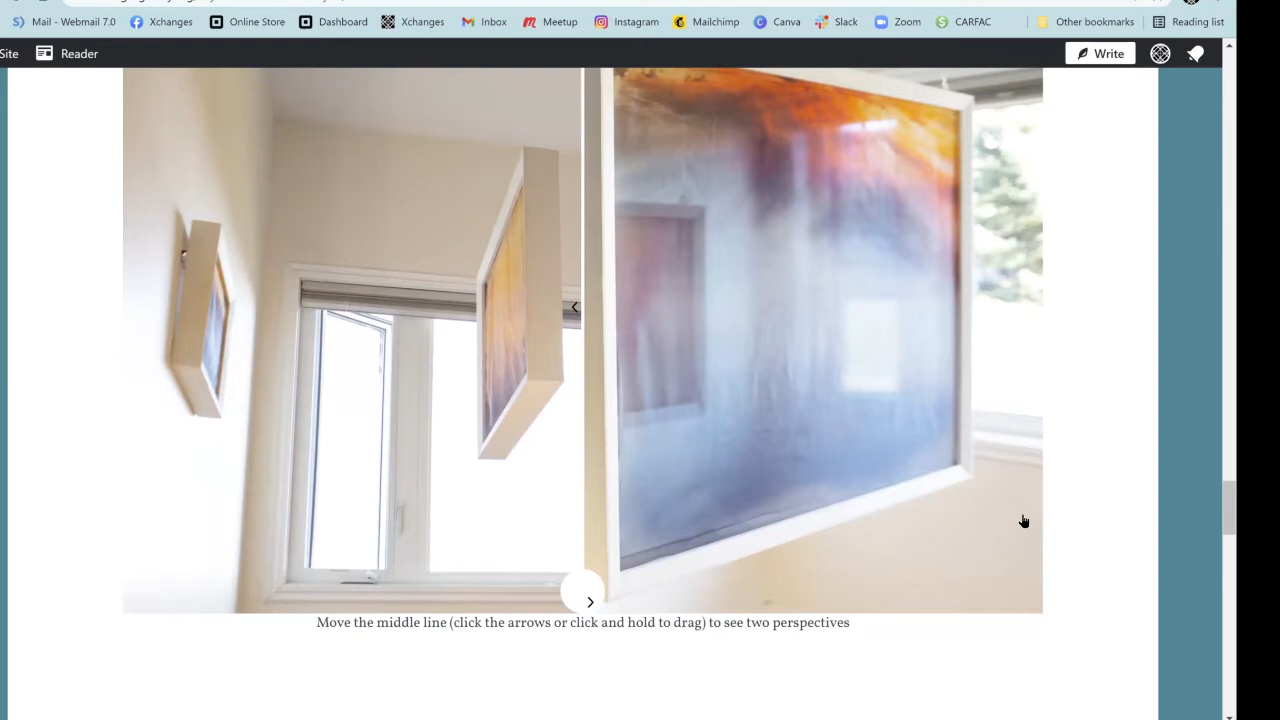 Mail - Webmail 7.0 Xchanges Online Store Dashboard Xchanges Inbox Meetup Instagram Mailchimp Canva Slack Zoom CARFAC Other bookmarks Reading list
Site Reader Write
Move the middle line (click the arrows or click and hold to drag) to see two perspectives